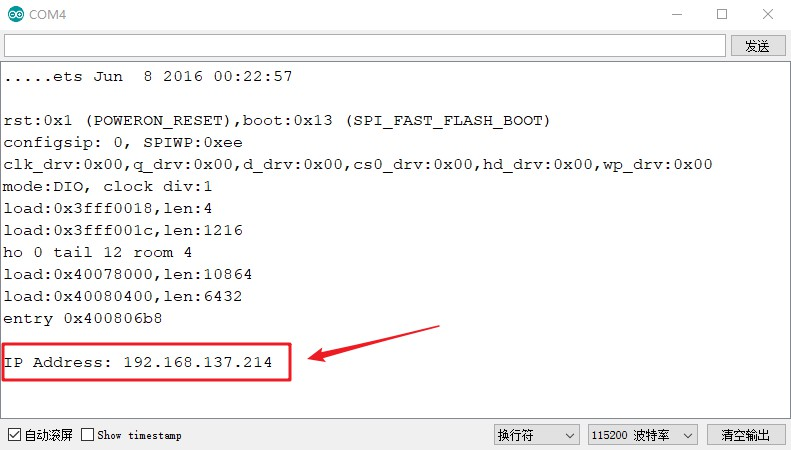 COM4
发送
.....ets Jun  8 2016 00:22:57
rst:0x1 (POWERON_RESET),boot:0x13 (SPI_FAST_FLASH_BOOT)
configsip: 0, SPIWP:0xee
clk_drv:0x00,q_drv:0x00,d_drv:0x00,cs0_drv:0x00,hd_drv:0x00,wp_drv:0x00
mode:DIO, clock div:1
load:0x3fff0018,len:4
load:0x3fff001c,len:1216
ho 0 tail 12 room 4
load:0x40078000,len:10864
load:0x40080400,len:6432
entry 0x400806b8
IP Address: 192.168.137.214
自动滚屏 Show timestamp 换行符 115200 波特率 清空输出